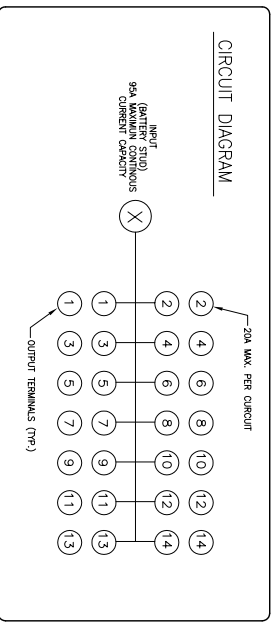 CIRCUIT DIAGRAM
20A MAX. PER CURCUIT
2 4 6 8 10 12 14
2 4 6 8 10 12 14
INPUT
(BATTERY STUD)
95A MAXIMUN CONTINOUS
CURRENT CAPACITY
X
1 3 5 7 9 11 13
1 3 5 7 9 11 13
OUTPUT TERMINALS (TYP.)